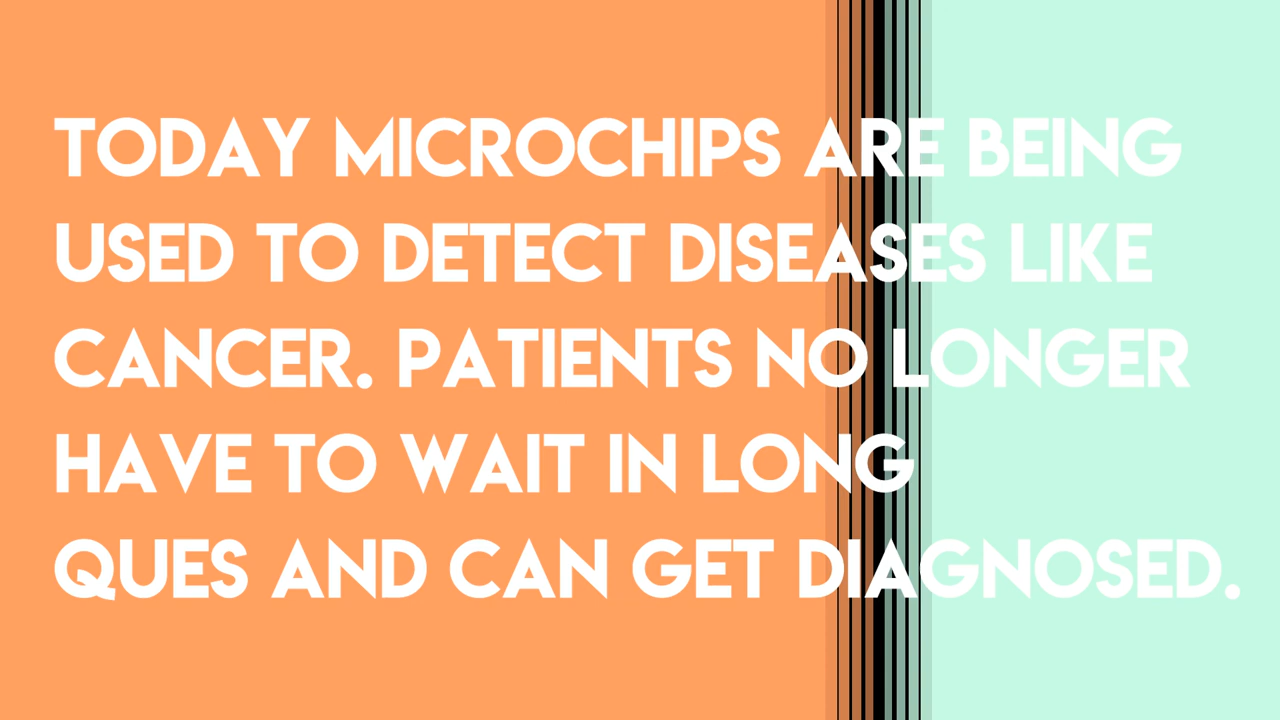 TODAY MICROCHIPS ARE BEING
USED TO DETECT DISEASES LIKE
CANCER. PATIENTS NO LONGER
HAVE TO WAIT IN LONG
QUES AND CAN GET DIAGNOSED.